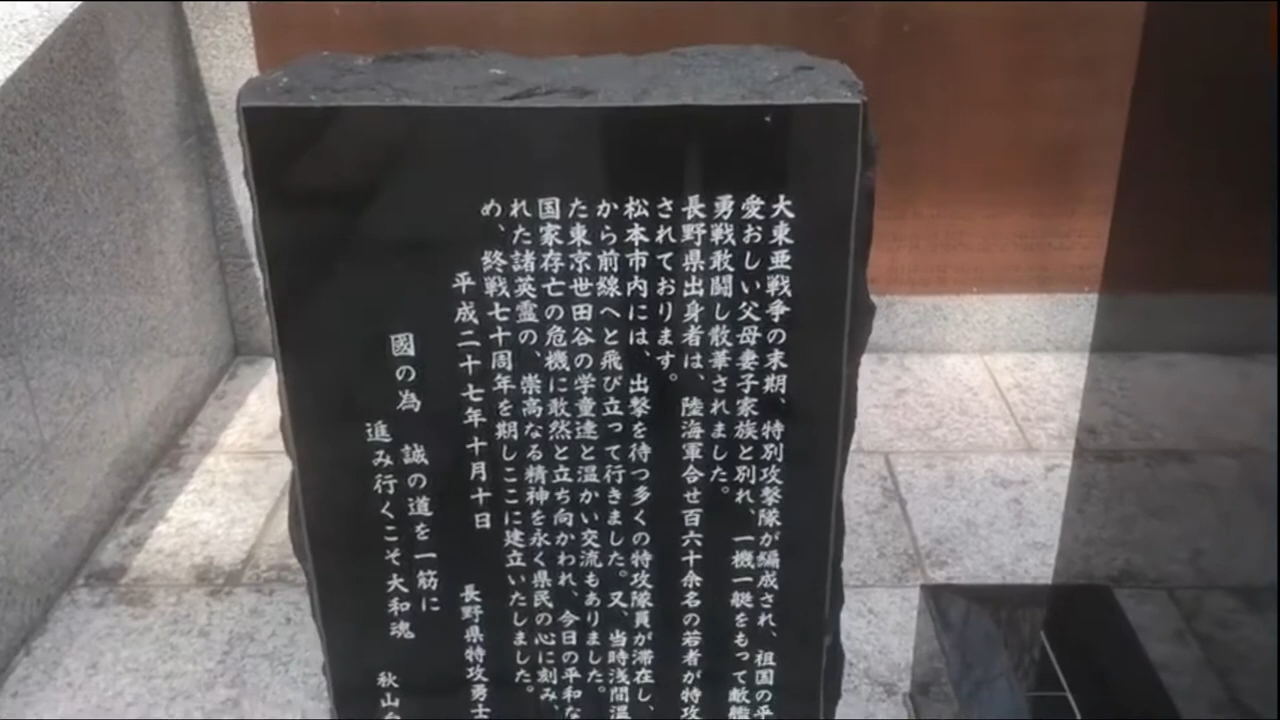 大東亜戦争の末期、特別攻撃隊が編成され、祖国の平
愛おしい父母妻子家族と別れ、一機一艇をもって敵艦
勇戦敢闘し散華されました。
長野県出身者は、陸海軍合せ百六十余名の若者が特攻
されております。
松本市内には、出撃を待つ多くの特攻隊員が滞在し、
から前線へと飛び立って行きました。又、当時浅間温
た東京世田谷の学童達と温かい交流もありました。
国家存亡の危機に敢然と立ち向かわれ、今日の平和な
れた諸英霊の、崇高なる精神を永く県民の心に刻み、
め、終戦七十周年を期しここに建立いたしました。
平成二十七年十月十日
長野県特攻勇士
國の為 誠の道を一筋に
進み行くこそ大和魂
秋山